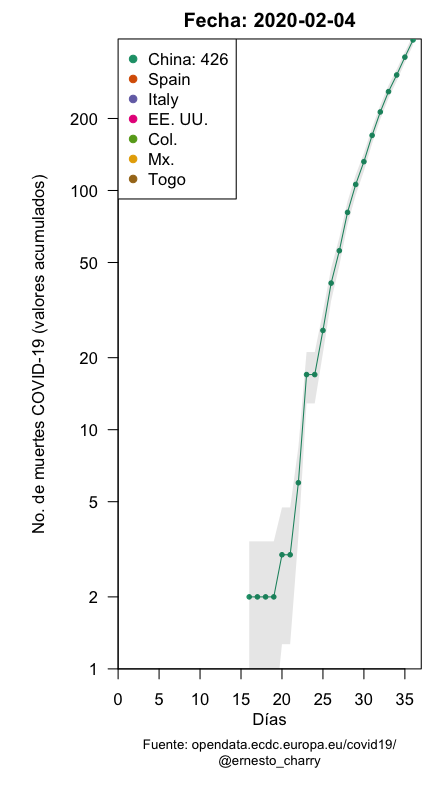 Fecha: 2020-02-04
China: 426
Spain
Italy
EE. UU.
Col.
Mx.
Togo
No. de muertes COVID-19 (valores acumulados)
200
100
50
20
10
5
2
1
0 5 10 15 20 25 30 35
Días
Fuente: opendata.ecdc.europa.eu/covid19/
@ernesto_charry